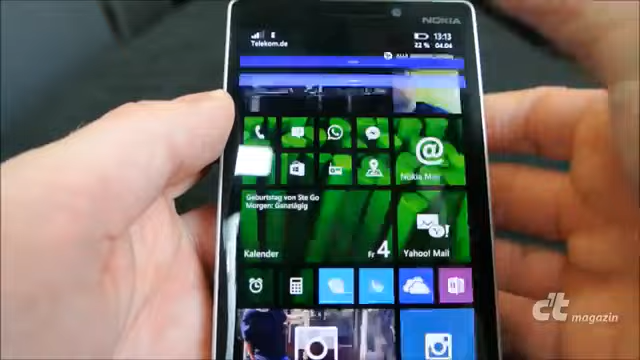 NOKIA
13:13
Telekom.de
22 % 04.04
Nokia
Geburtstag von Ste Go
Morgen: Ganztägig
Kalender
Fr 4
Yahoo! Mail
c't magazin